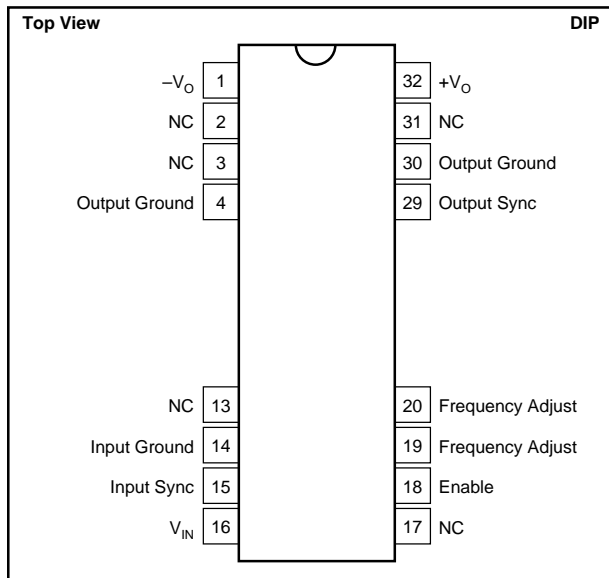 Top View DIP
–VO 1 32 +VO
NC 2 31 NC
NC 3 30 Output Ground
Output Ground 4 29 Output Sync
NC 13 20 Frequency Adjust
Input Ground 14 19 Frequency Adjust
Input Sync 15 18 Enable
VIN 16 17 NC